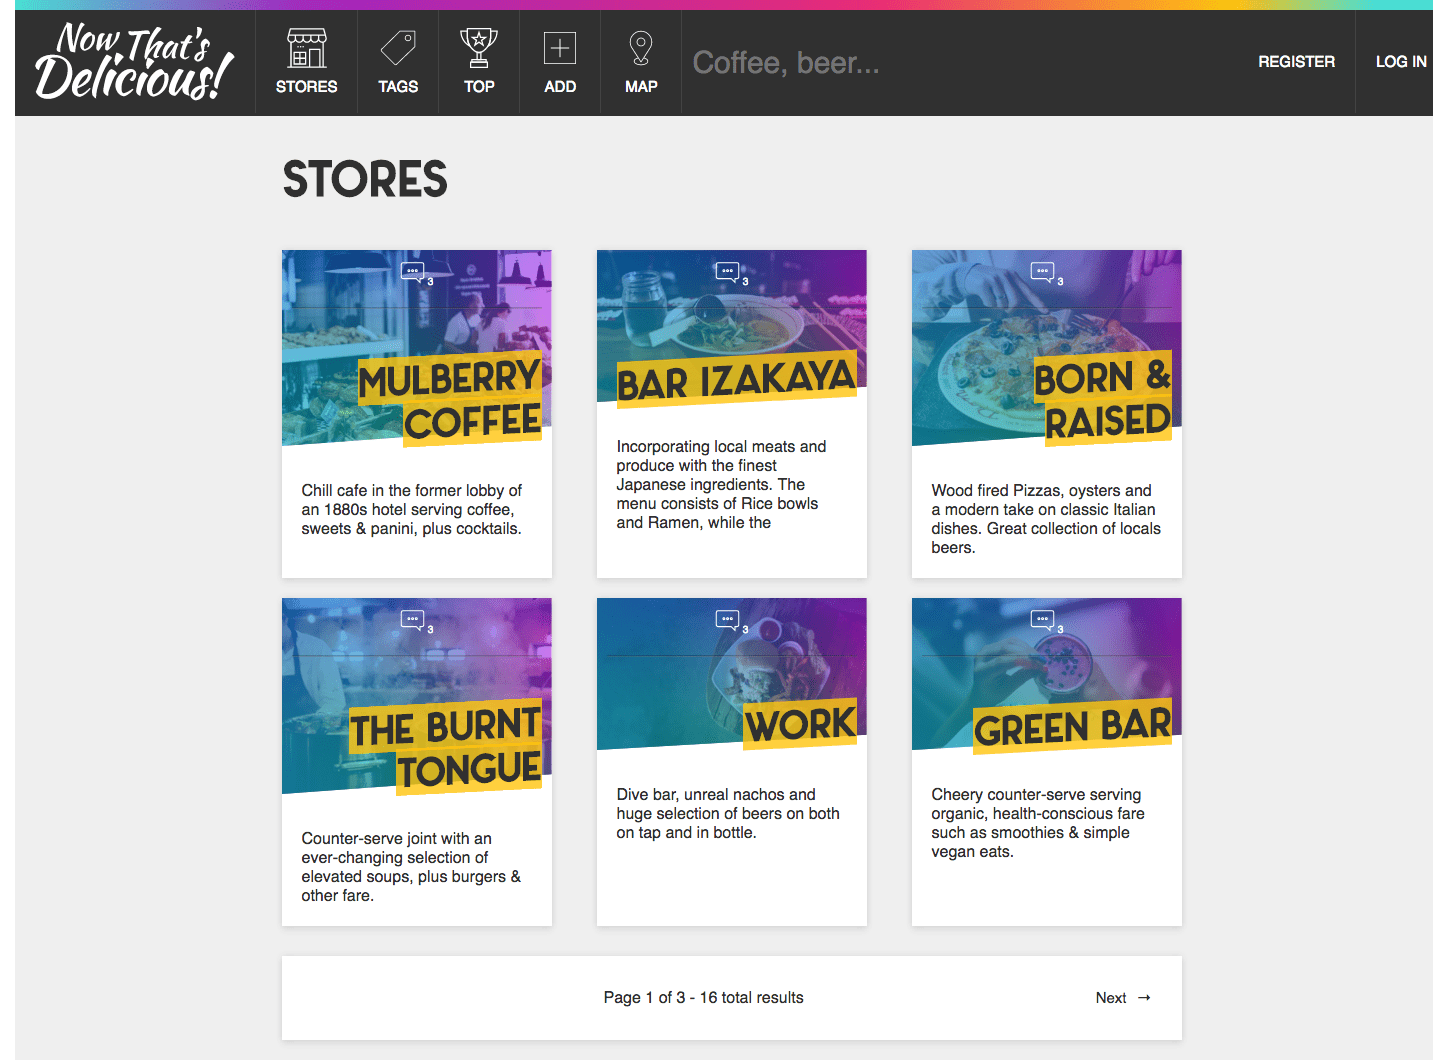 Now That's
Delicious!
STORES
TAGS
TOP
ADD
MAP
Coffee, beer...
REGISTER
LOG IN
STORES
3
MULBERRY
COFFEE
Chill cafe in the former lobby of
an 1880s hotel serving coffee,
sweets & panini, plus cocktails.
3
BAR IZAKAYA
Incorporating local meats and
produce with the finest
Japanese ingredients. The
menu consists of Rice bowls
and Ramen, while the
3
BORN &
RAISED
Wood fired Pizzas, oysters and
a modern take on classic Italian
dishes. Great collection of locals
beers.
3
THE BURNT
TONGUE
Counter-serve joint with an
ever-changing selection of
elevated soups, plus burgers &
other fare.
3
WORK
Dive bar, unreal nachos and
huge selection of beers on both
on tap and in bottle.
3
GREEN BAR
Cheery counter-serve serving
organic, health-conscious fare
such as smoothies & simple
vegan eats.
Page 1 of 3 - 16 total results
Next →